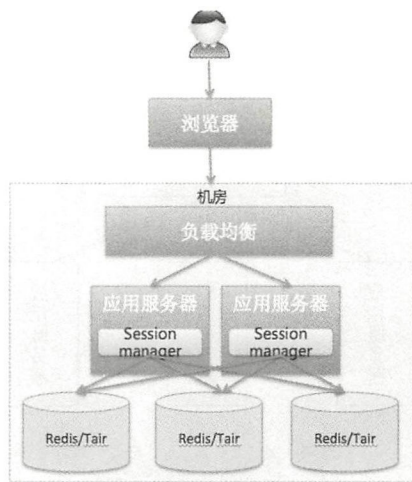 浏览器
机房
负载均衡
应用服务器
应用服务器
Session
manager
Session
manager
Redis/Tair
Redis/Tair
Redis/Tair